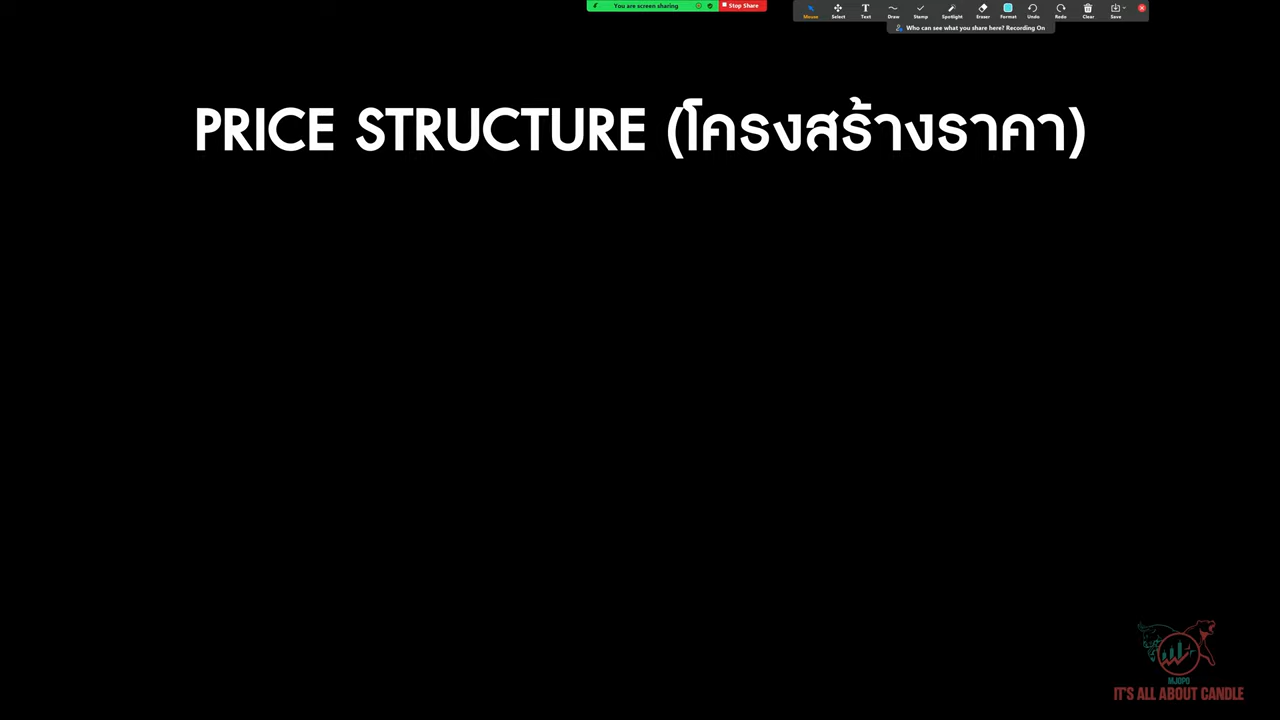 You are screen sharing
Stop Share
Mouse Select Text Draw Stamp Spotlight Eraser Format Undo Redo Clear Save
Who can see what you share here? Recording On
PRICE STRUCTURE (โครงสร้างราคา)
MJOPO
IT'S ALL ABOUT CANDLE